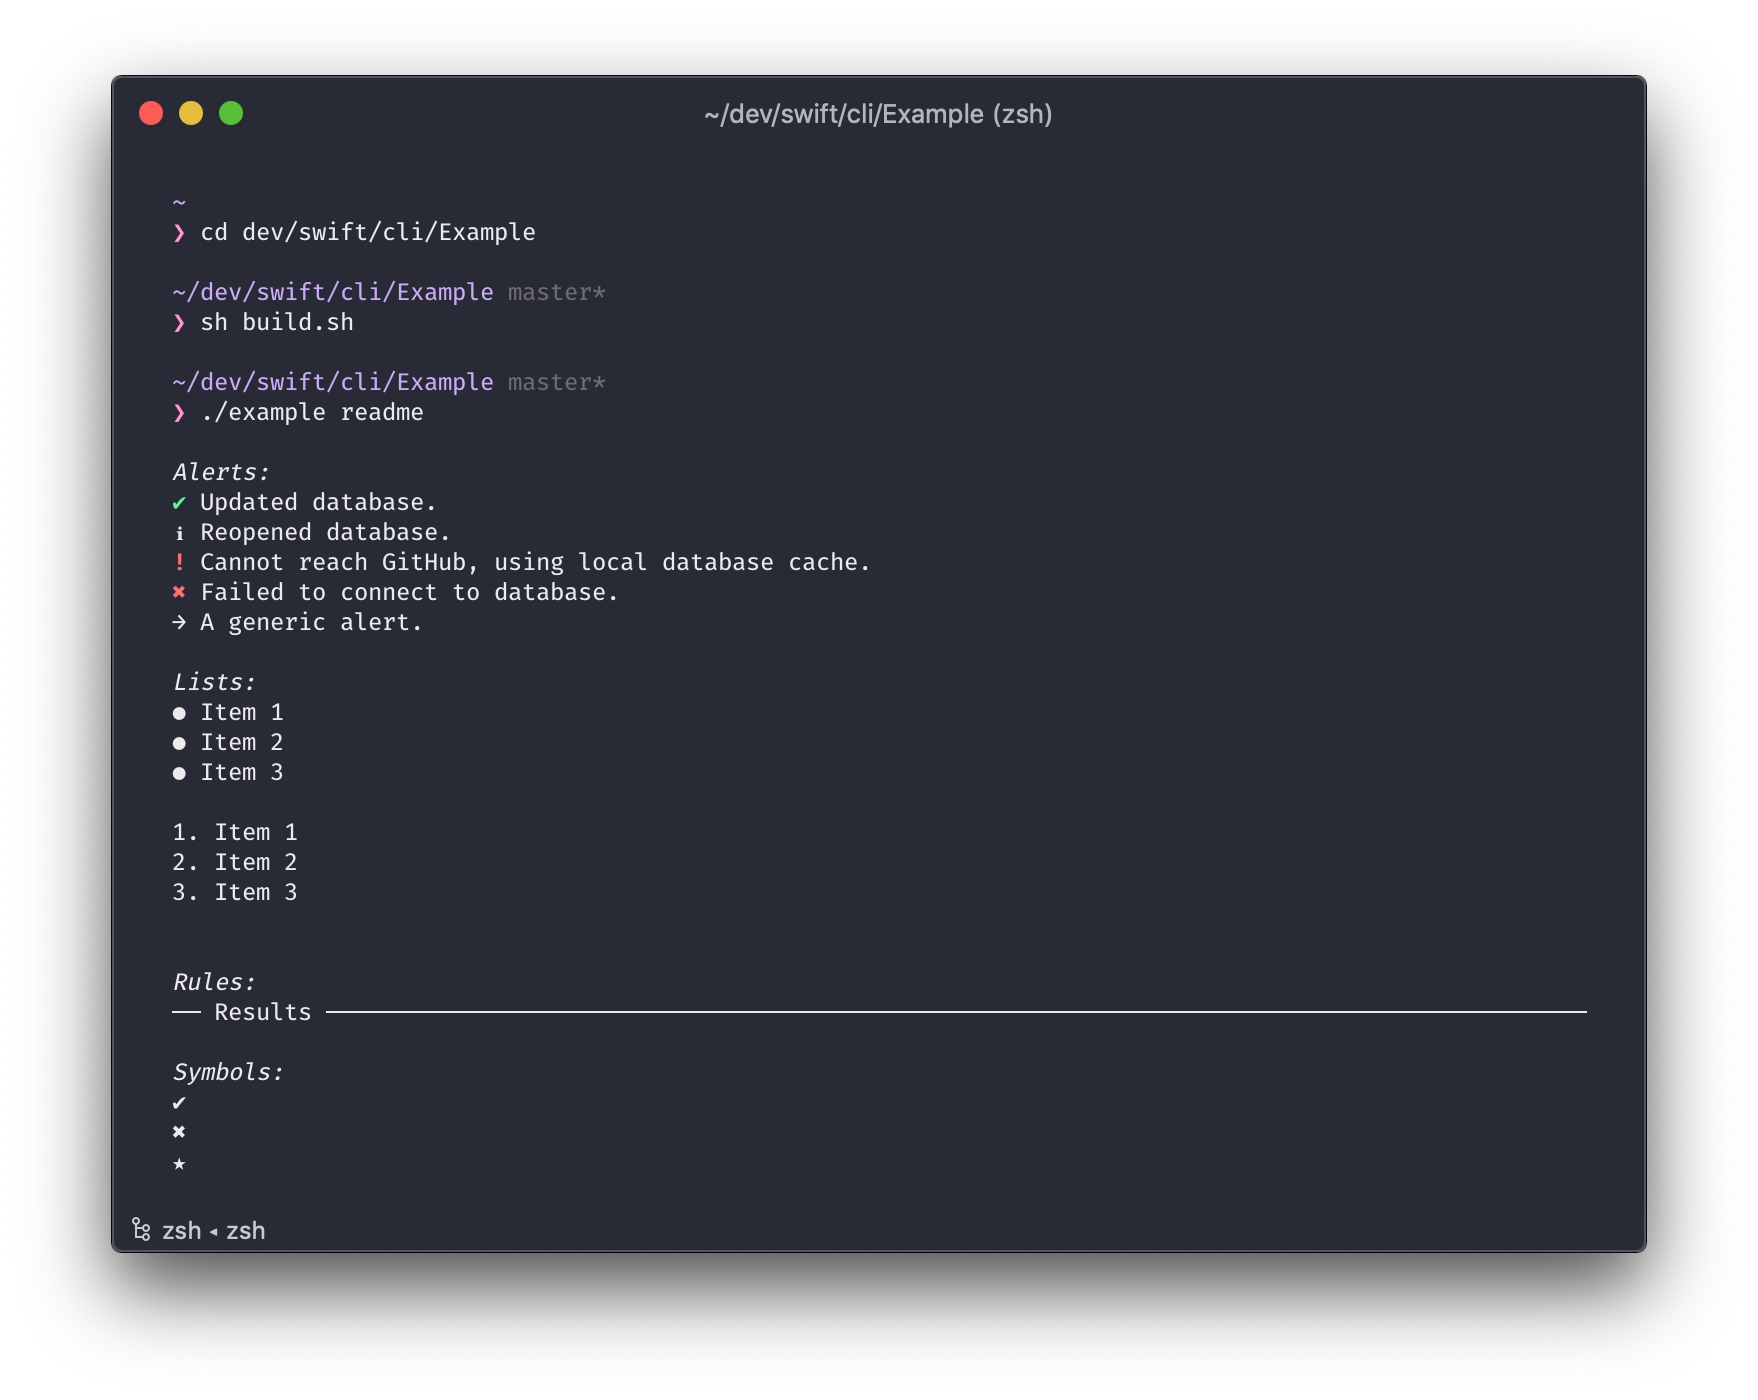 ~/dev/swift/cli/Example (zsh)
~
❯ cd dev/swift/cli/Example
~/dev/swift/cli/Example master*
❯ sh build.sh
~/dev/swift/cli/Example master*
❯ ./example readme
Alerts:
✔ Updated database.
ℹ Reopened database.
! Cannot reach GitHub, using local database cache.
✖ Failed to connect to database.
→ A generic alert.
Lists:
● Item 1
● Item 2
● Item 3
1. Item 1
2. Item 2
3. Item 3
Rules:
── Results ──────────
Symbols:
✔
✖
★
zsh ◂ zsh